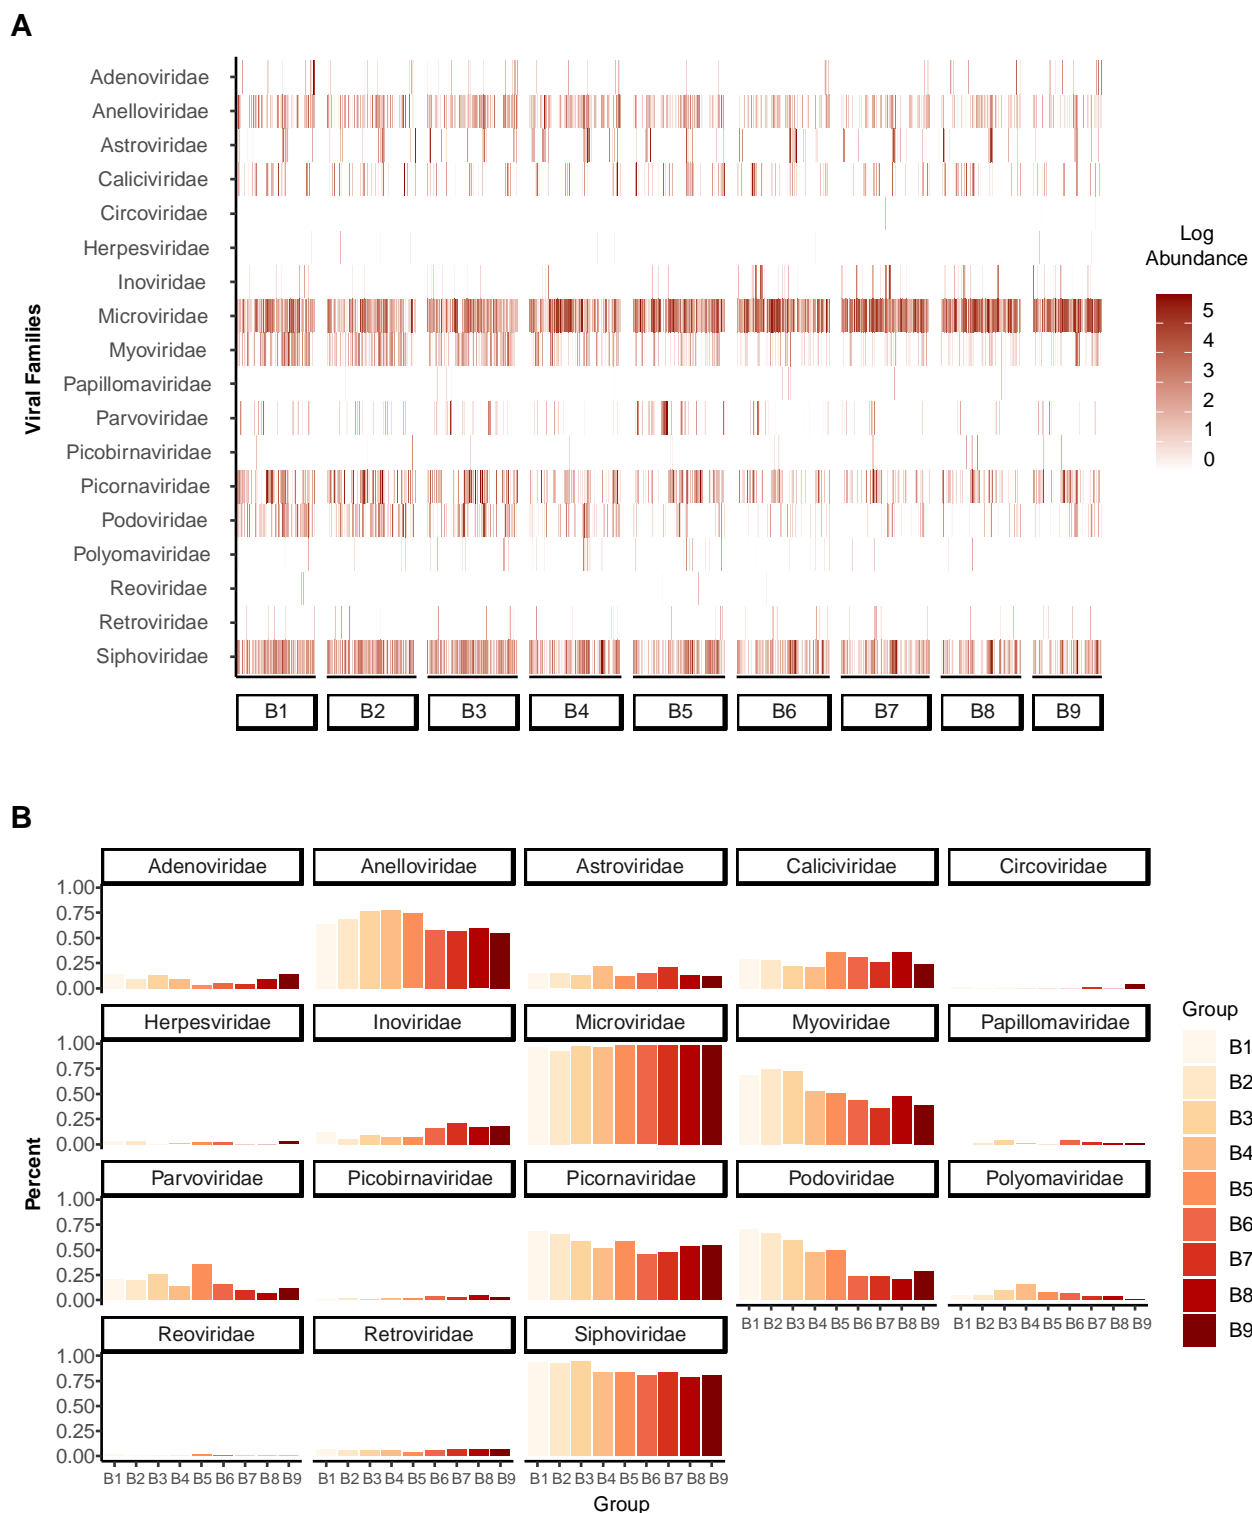 A
Adenoviridae
Anelloviridae
Astroviridae
Caliciviridae
Circoviridae
Herpesviridae
Inoviridae
Microviridae
Myoviridae
Papillomaviridae
Parvoviridae
Picobirnaviridae
Picornaviridae
Podoviridae
Polyomaviridae
Reoviridae
Retroviridae
Siphoviridae
Viral Families
B1 B2 B3 B4 B5 B6 B7 B8 B9
Log
Abundance
5
4
3
2
1
0
B
Adenoviridae Anelloviridae Astroviridae Caliciviridae Circoviridae
1.00
0.75
0.50
0.25
0.00
Herpesviridae Inoviridae Microviridae Myoviridae Papillomaviridae
1.00
0.75
0.50
0.25
0.00
Parvoviridae Picobirnaviridae Picornaviridae Podoviridae Polyomaviridae
1.00
0.75
0.50
0.25
0.00
B1 B2 B3 B4 B5 B6 B7 B8 B9 B1 B2 B3 B4 B5 B6 B7 B8 B9
Reoviridae Retroviridae Siphoviridae
1.00
0.75
0.50
0.25
0.00
B1 B2 B3 B4 B5 B6 B7 B8 B9 B1 B2 B3 B4 B5 B6 B7 B8 B9 B1 B2 B3 B4 B5 B6 B7 B8 B9
Percent
Group
Group
B1
B2
B3
B4
B5
B6
B7
B8
B9